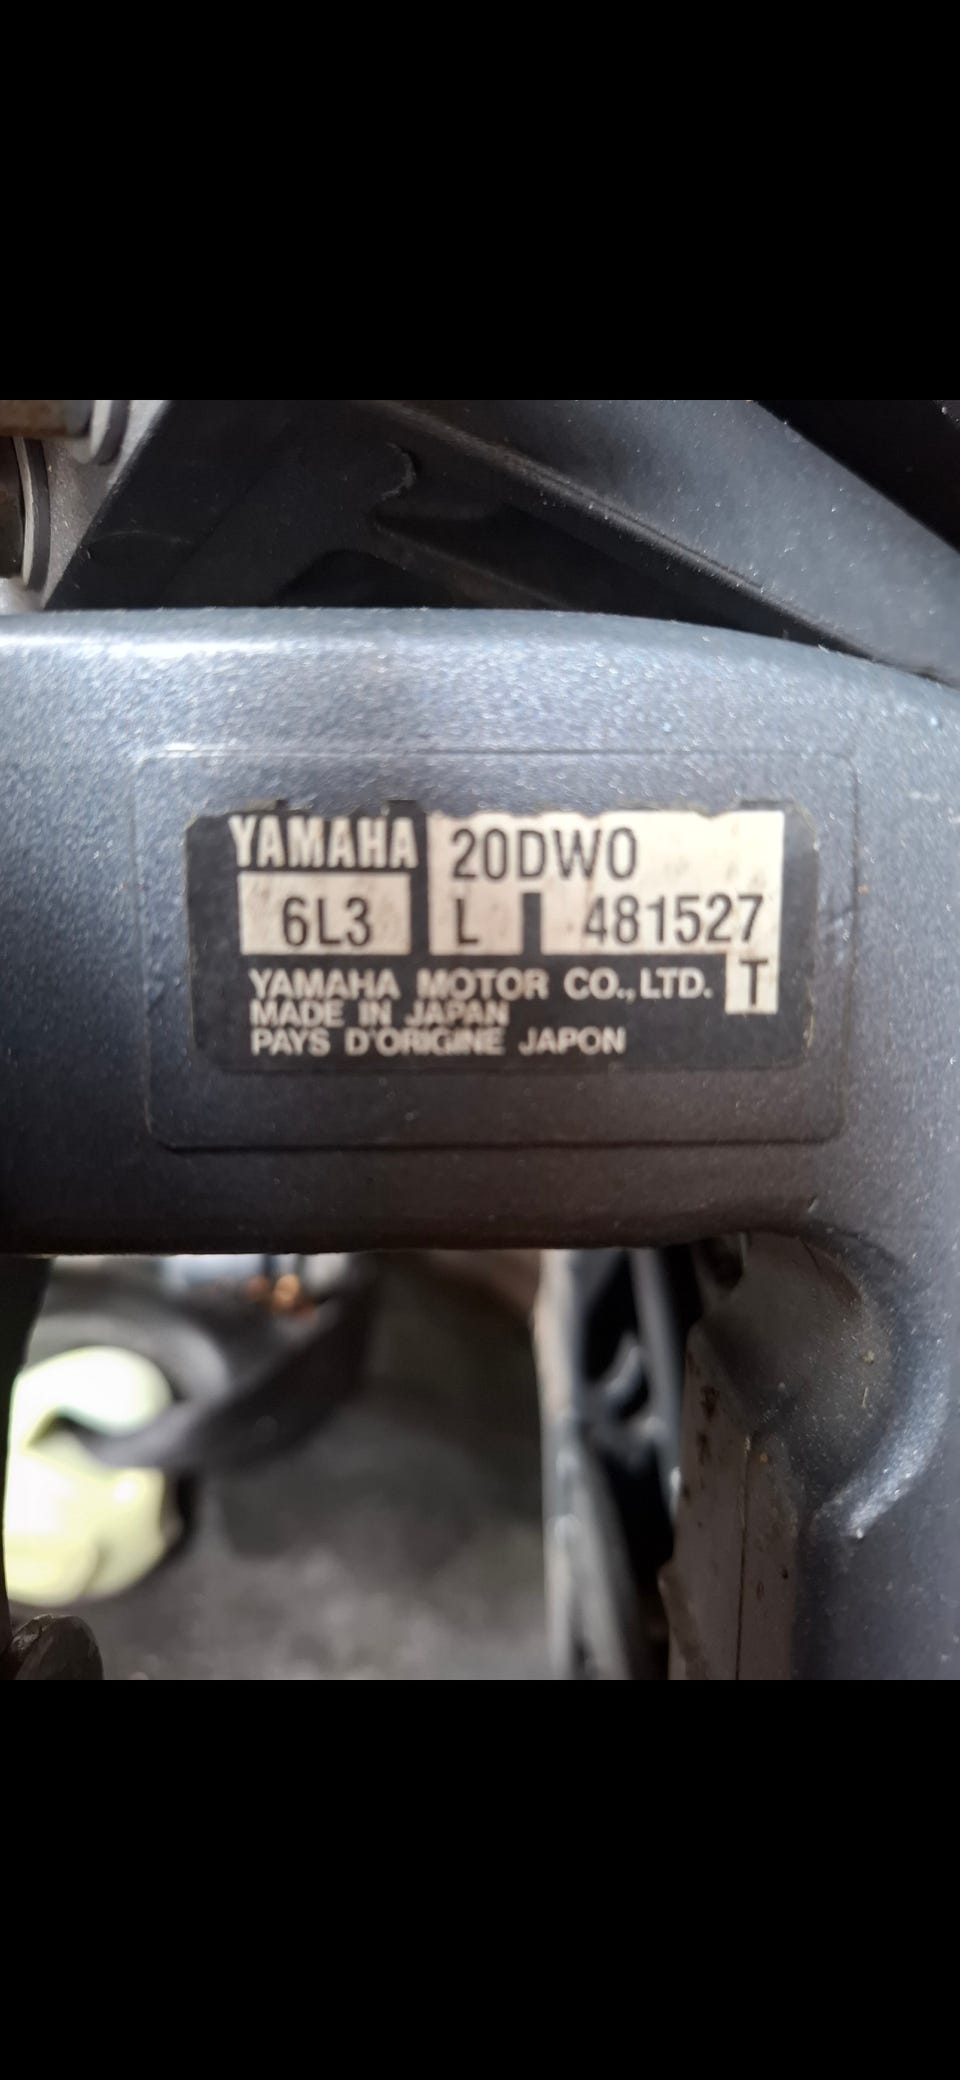 YAMAHA 20DWO
6L3 L 481527
YAMAHA MOTOR CO., LTD. T
MADE IN JAPAN
PAYS D'ORIGINE JAPON